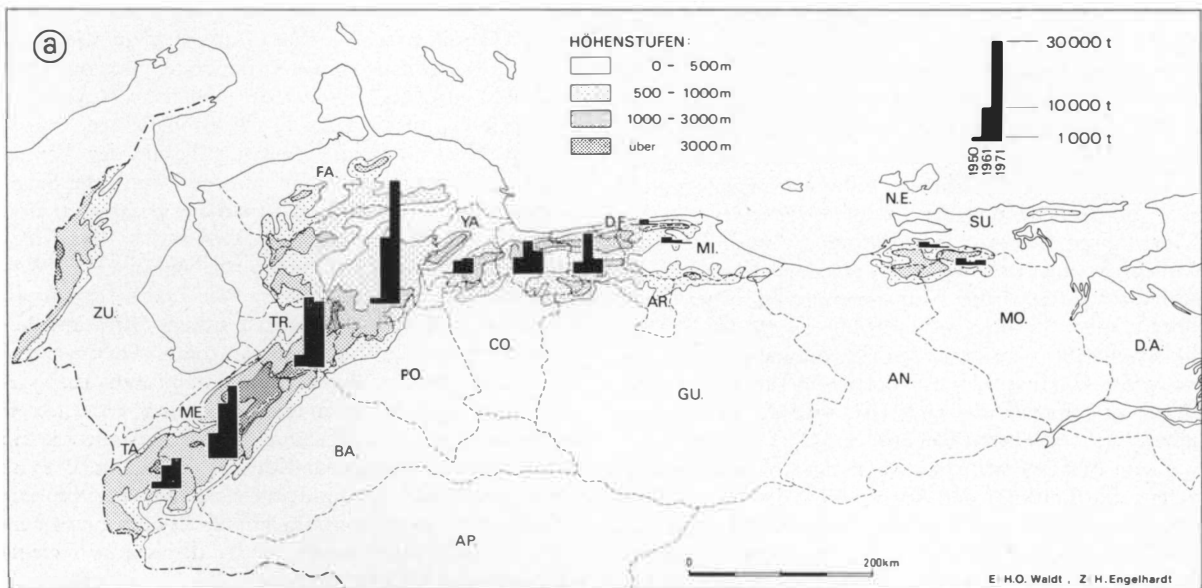 a
HÖHENSTUFEN:
0 - 500m
500 - 1000m
1000 - 3000m
über 3000m
30000 t
10000 t
1000 t
1950
1961
1971
FA.
YA.
D.F.
MI.
N.E.
SU.
ZU.
TR.
AR.
CO.
MO.
D.A.
PO.
GU.
AN.
ME.
TA.
BA.
AP.
0 200km
E H.O. Waldt , Z H. Engelhardt